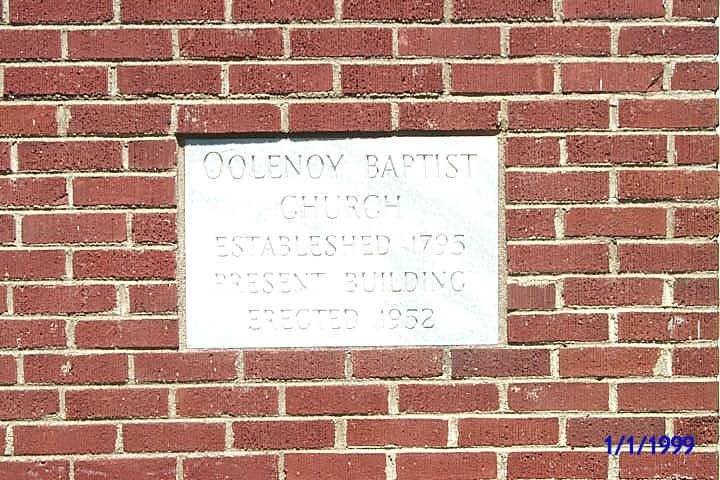 OOLENOY BAPTIST
CHURCH
ESTABLESHED 1795
PRESENT BUILDING
ERECTED 1952
1/1/1999